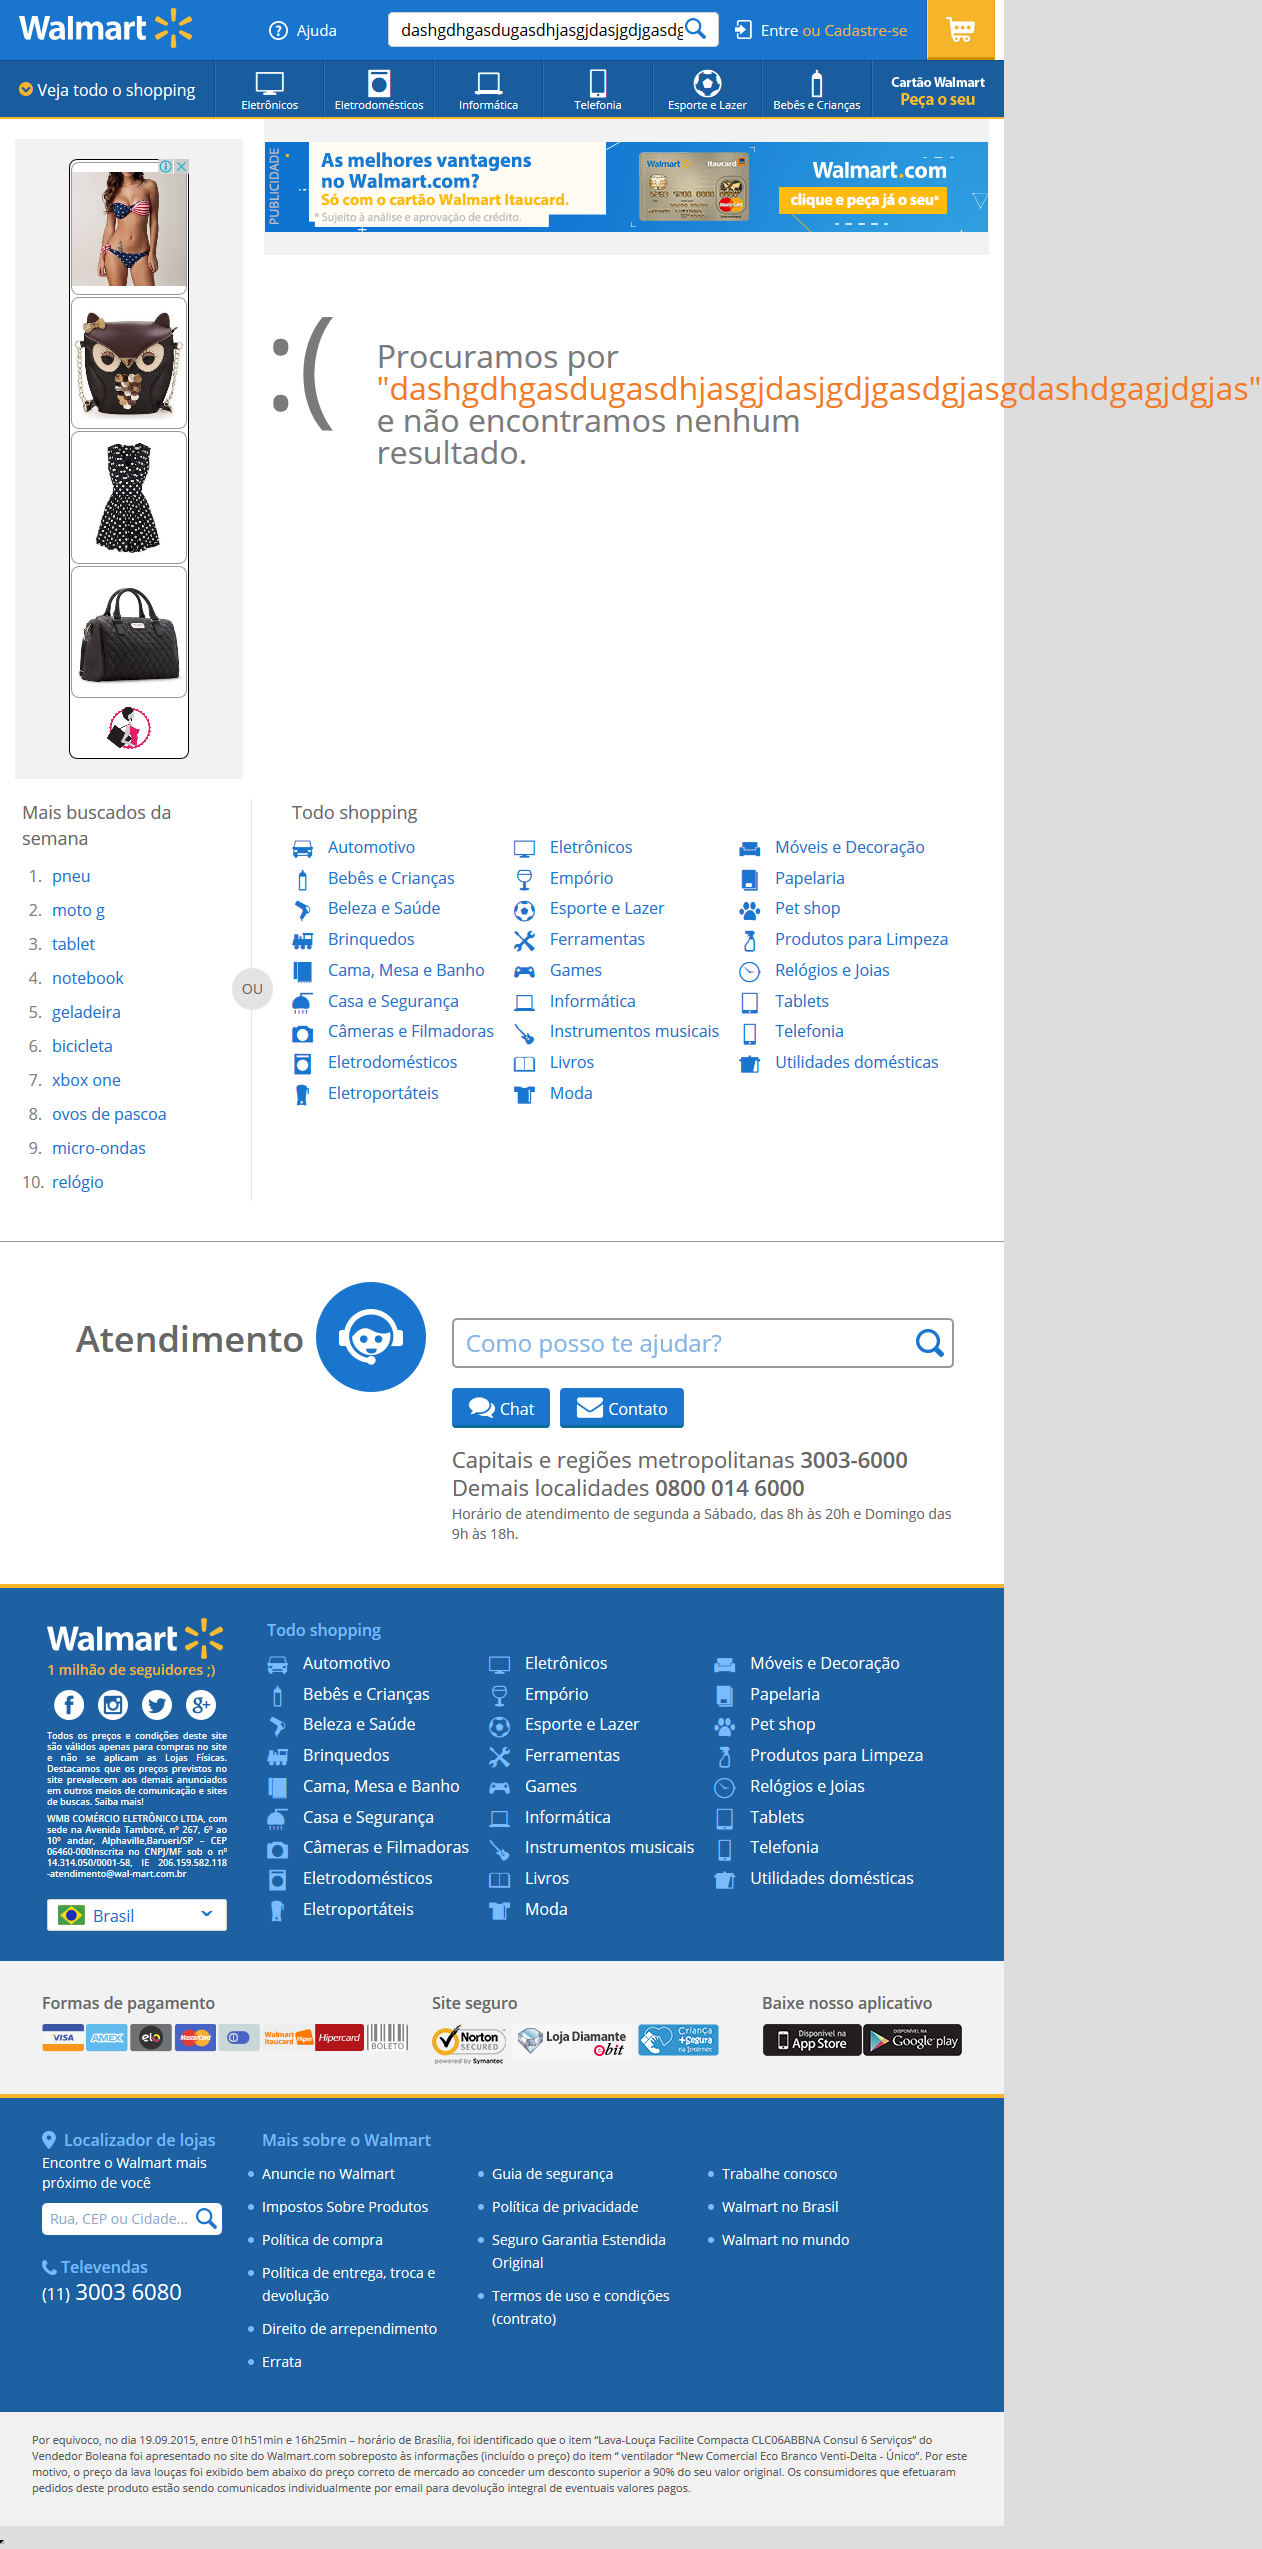 Walmart
Ajuda
dashgdhgasdugasdhjasgjdasjgdjgasdg
Entre ou Cadastre-se
Veja todo o shopping
Eletrônicos
Eletrodomésticos
Informática
Telefonia
Esporte e Lazer
Bebês e Crianças
Cartão Walmart
Peça o seu
PUBLICIDADE
As melhores vantagens
no Walmart.com?
Só com o cartão Walmart Itaucard.
* Sujeito à análise e aprovação de crédito.
Walmart Itaucard
MasterCard
Walmart.com
clique e peça já o seu*
:(
Procuramos por
"dashgdhgasdugasdhjasgjdasjgdjgasdgjasgdashdgagjdgjas"
e não encontramos nenhum
resultado.
Mais buscados da
semana
1. pneu
2. moto g
3. tablet
4. notebook
5. geladeira
6. bicicleta
7. xbox one
8. ovos de pascoa
9. micro-ondas
10. relógio
OU
Todo shopping
Automotivo
Bebês e Crianças
Beleza e Saúde
Brinquedos
Cama, Mesa e Banho
Casa e Segurança
Câmeras e Filmadoras
Eletrodomésticos
Eletroportáteis
Eletrônicos
Empório
Esporte e Lazer
Ferramentas
Games
Informática
Instrumentos musicais
Livros
Moda
Móveis e Decoração
Papelaria
Pet shop
Produtos para Limpeza
Relógios e Joias
Tablets
Telefonia
Utilidades domésticas
Atendimento
Como posso te ajudar?
Chat
Contato
Capitais e regiões metropolitanas 3003-6000
Demais localidades 0800 014 6000
Horário de atendimento de segunda a Sábado, das 8h às 20h e Domingo das
9h às 18h.
Walmart
1 milhão de seguidores ;)
Todos os preços e condições deste site
são válidos apenas para compras no site
e não se aplicam as Lojas Físicas.
Destacamos que os preços previstos no
site prevalecem aos demais anunciados
em outros meios de comunicação e sites
de buscas. Saiba mais!
WMB COMÉRCIO ELETRÔNICO LTDA, com
sede na Avenida Tamboré, nº 267, 6º ao
10º andar, Alphaville,Barueri/SP – CEP
06460-000Inscrita no CNPJ/MF sob o nº
14.314.050/0001-58, IE 206.159.582.118
-atendimento@wal-mart.com.br
Brasil
Todo shopping
Automotivo
Bebês e Crianças
Beleza e Saúde
Brinquedos
Cama, Mesa e Banho
Casa e Segurança
Câmeras e Filmadoras
Eletrodomésticos
Eletroportáteis
Eletrônicos
Empório
Esporte e Lazer
Ferramentas
Games
Informática
Instrumentos musicais
Livros
Moda
Móveis e Decoração
Papelaria
Pet shop
Produtos para Limpeza
Relógios e Joias
Tablets
Telefonia
Utilidades domésticas
Formas de pagamento
VISA
AMEX
elo
MasterCard
Walmart Itaucard Hiper
Hipercard
BOLETO
Site seguro
Norton
SECURED
powered by Symantec
Loja Diamante
ebit
Criança
+Segura
na Internet
Baixe nosso aplicativo
Disponível na
App Store
DISPONÍVEL NA
Google play
Localizador de lojas
Encontre o Walmart mais
próximo de você
Rua, CEP ou Cidade...
Televendas
(11) 3003 6080
Mais sobre o Walmart
Anuncie no Walmart
Impostos Sobre Produtos
Política de compra
Política de entrega, troca e
devolução
Direito de arrependimento
Errata
Guia de segurança
Política de privacidade
Seguro Garantia Estendida
Original
Termos de uso e condições
(contrato)
Trabalhe conosco
Walmart no Brasil
Walmart no mundo
Por equivoco, no dia 19.09.2015, entre 01h51min e 16h25min – horário de Brasília, foi identificado que o item “Lava-Louça Facilite Compacta CLC06ABBNA Consul 6 Serviços” do
Vendedor Boleana foi apresentado no site do Walmart.com sobreposto às informações (incluído o preço) do item “ ventilador “New Comercial Eco Branco Venti-Delta - Único”. Por este
motivo, o preço da lava louças foi exibido bem abaixo do preço correto de mercado ao conceder um desconto superior a 90% do seu valor original. Os consumidores que efetuaram
pedidos deste produto estão sendo comunicados individualmente por email para devolução integral de eventuais valores pagos.